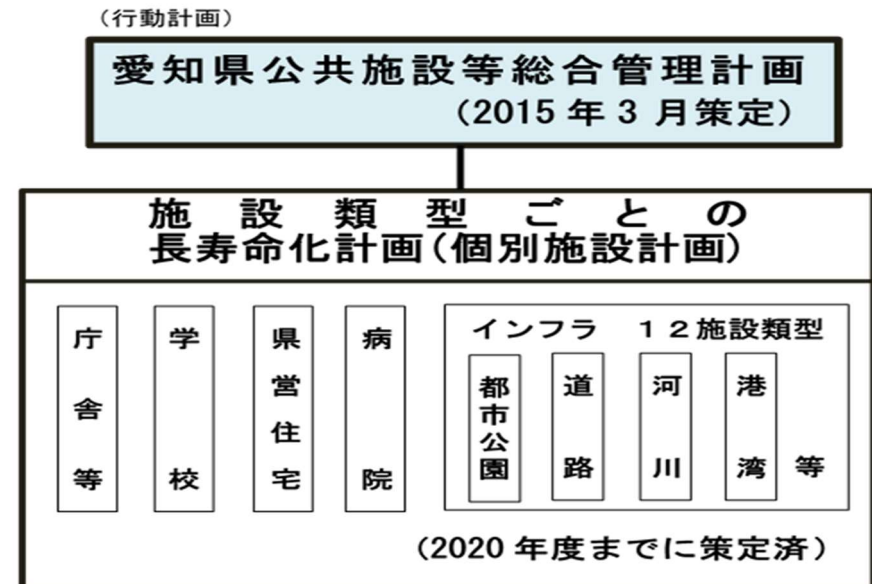 （行動計画）
愛知県公共施設等総合管理計画
（2015 年 3 月策定）
施設類型ごとの
長寿命化計画（個別施設計画）
庁舎等
学校
県営住宅
病院
インフラ　１２施設類型
都市公園
道路
河川
港湾
等
（2020 年度までに策定済）